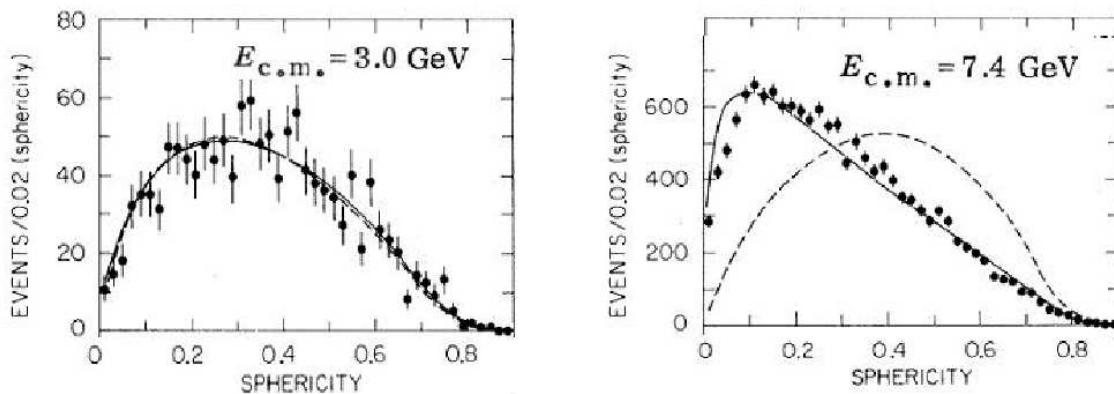 80
60
40
20
0
EVENTS/0.02 (sphericity)
E c.m. = 3.0 GeV
0 0.2 0.4 0.6 0.8
SPHERICITY
600
400
200
0
EVENTS/0.02 (sphericity)
E c.m. = 7.4 GeV
0 0.2 0.4 0.6 0.8
SPHERICITY